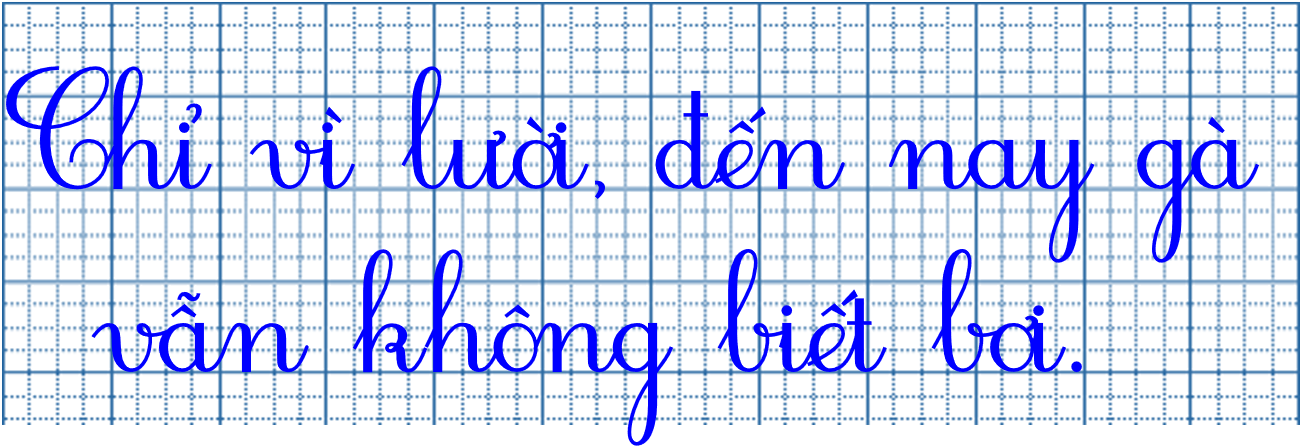 Chỉ vì lười, đến nay gà
vẫn không biết bơi.